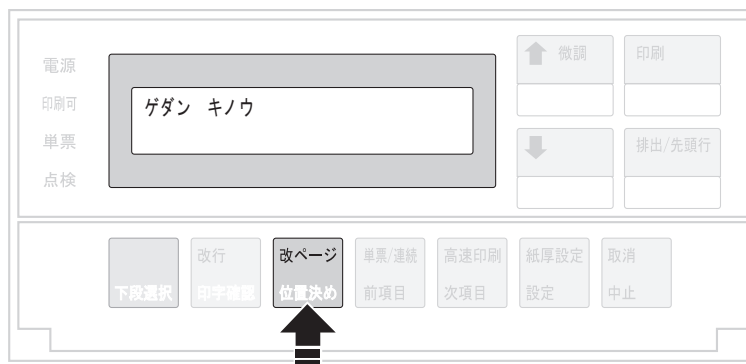 電源
印刷可
単票
点検
ゲダン キノウ
微調
印刷
排出/先頭行
下段選択
改行
印字確認
改ページ
位置決め
単票/連続
前項目
高速印刷
次項目
紙厚設定
設定
取消
中止